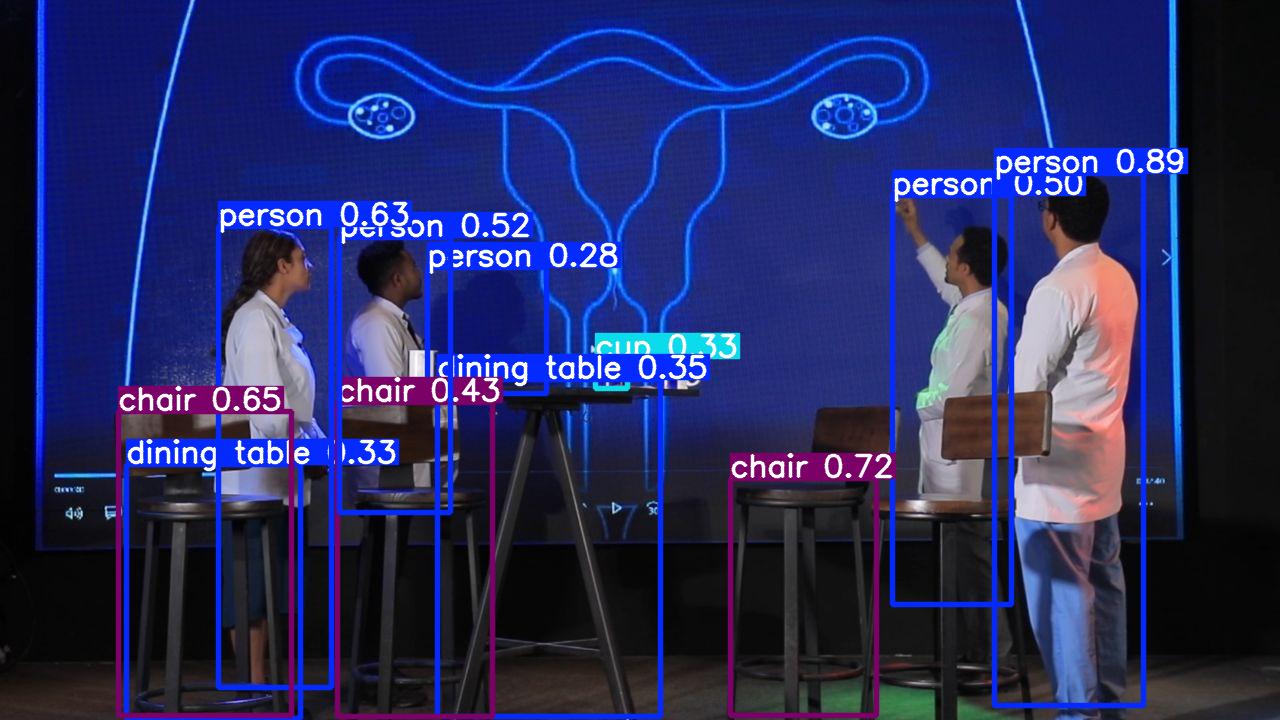 person 0.89
person 0.50
person 0.63
person 0.52
person 0.28
cup 0.33
dining table 0.35
chair 0.65
chair 0.43
dining table 0.33
chair 0.72